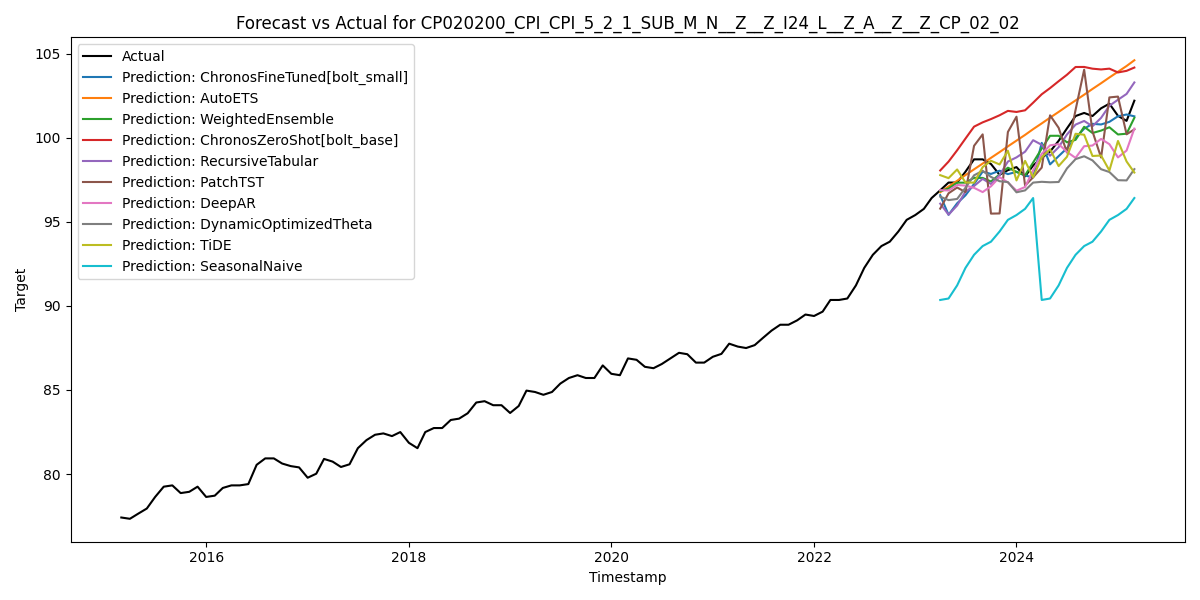 Forecast vs Actual for CP020200_CPI_CPI_5_2_1_SUB_M_N__Z__Z_I24_L__Z_A__Z__Z_CP_02_02
Actual
Prediction: ChronosFineTuned[bolt_small]
Prediction: AutoETS
Prediction: WeightedEnsemble
Prediction: ChronosZeroShot[bolt_base]
Prediction: RecursiveTabular
Prediction: PatchTST
Prediction: DeepAR
Prediction: DynamicOptimizedTheta
Prediction: TiDE
Prediction: SeasonalNaive
Target
105
100
95
90
85
80
2016
2018
2020
2022
2024
Timestamp